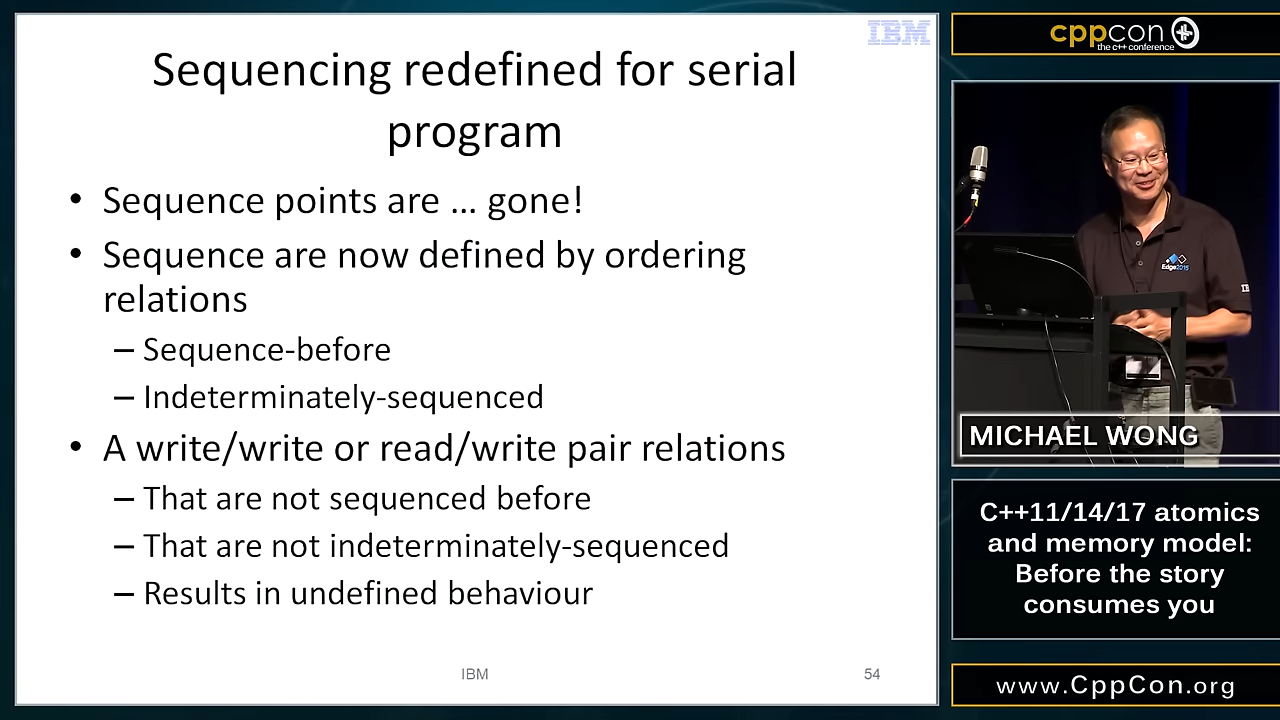 IBM
Sequencing redefined for serial
program
• Sequence points are ... gone!
• Sequence are now defined by ordering
relations
– Sequence-before
– Indeterminately-sequenced
• A write/write or read/write pair relations
– That are not sequenced before
– That are not indeterminately-sequenced
– Results in undefined behaviour
IBM
54
cppcon
the c++ conference
Edge2015
MICHAEL WONG
C++11/14/17 atomics
and memory model:
Before the story
consumes you
www.CppCon.org